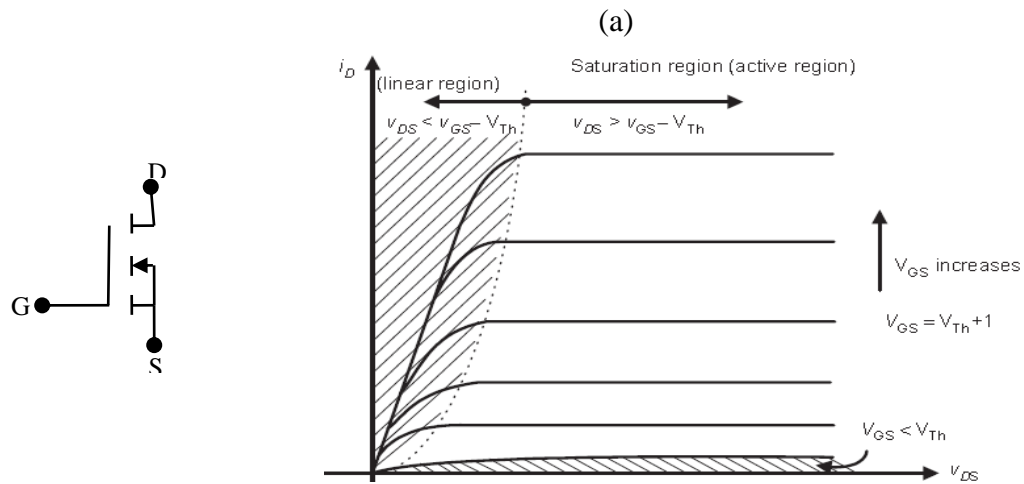 (a)
i_D
Saturation region (active region)
(linear region)
v_DS < v_GS – V_Th
v_DS > v_GS – V_Th
D
G
S
V_GS increases
V_GS = V_Th +1
V_GS < V_Th
v_DS